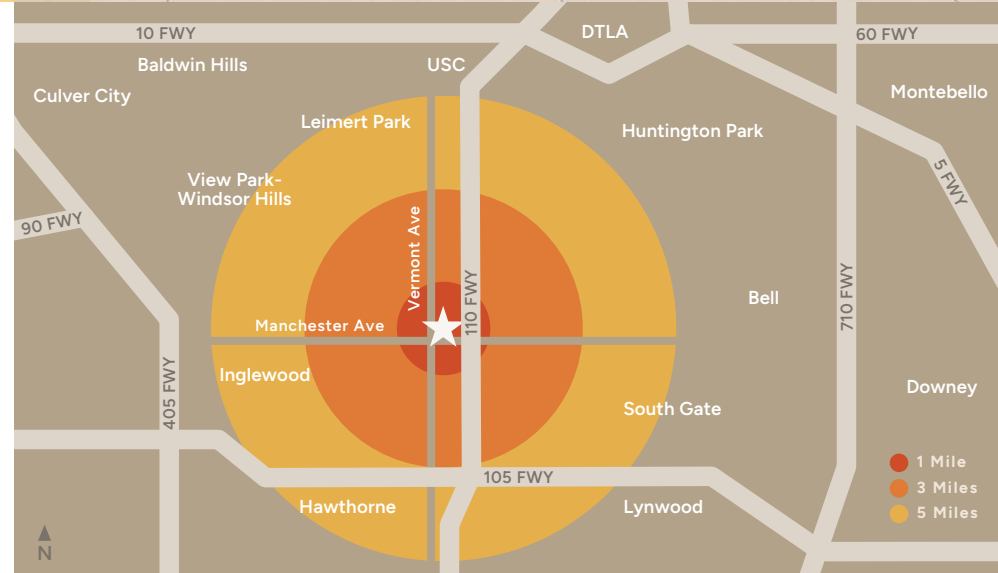 DTLA
10 FWY
60 FWY
Baldwin Hills
USC
Culver City
Montebello
Leimert Park
Huntington Park
View Park-
Windsor Hills
5 FWY
90 FWY
Vermont Ave
110 FWY
710 FWY
Bell
Manchester Ave
Inglewood
405 FWY
Downey
South Gate
1 Mile
105 FWY
3 Miles
Hawthorne
Lynwood
5 Miles
N